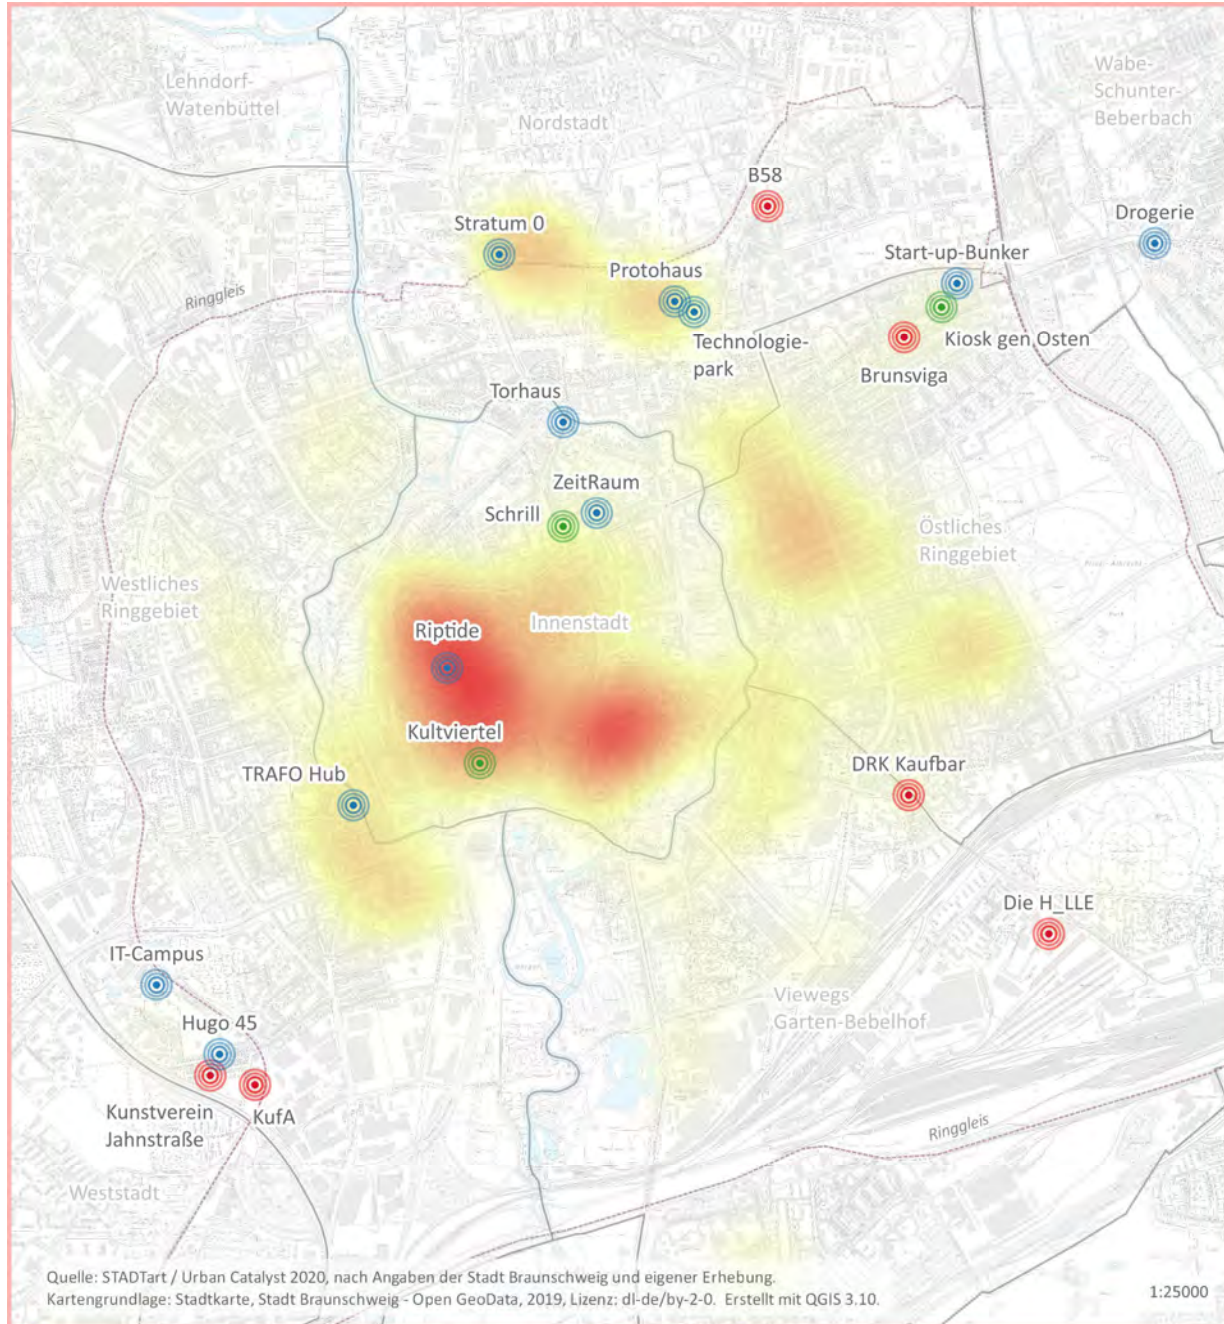 Lehndorf-
Watenbüttel
Nordstadt
Wabe-
Schunter-
Beberbach
B58
Drogerie
Stratum 0
Start-up-Bunker
Protohaus
Ringgleis
Technologie-
park
Kiosk gen Osten
Brunsviga
Torhaus
ZeitRaum
Schrill
Östliches
Ringgebiet
Westliches
Ringgebiet
Innenstadt
Riptide
Kultviertel
TRAFO Hub
DRK Kaufbar
Die H_LLE
IT-Campus
Viewegs
Garten-Bebelhof
Hugo 45
Kunstverein
Jahnstraße
KufA
Ringgleis
Weststadt
Quelle: STADTart / Urban Catalyst 2020, nach Angaben der Stadt Braunschweig und eigener Erhebung.
Kartengrundlage: Stadtkarte, Stadt Braunschweig - Open GeoData, 2019, Lizenz: dl-de/by-2-0. Erstellt mit QGIS 3.10.
1:25000